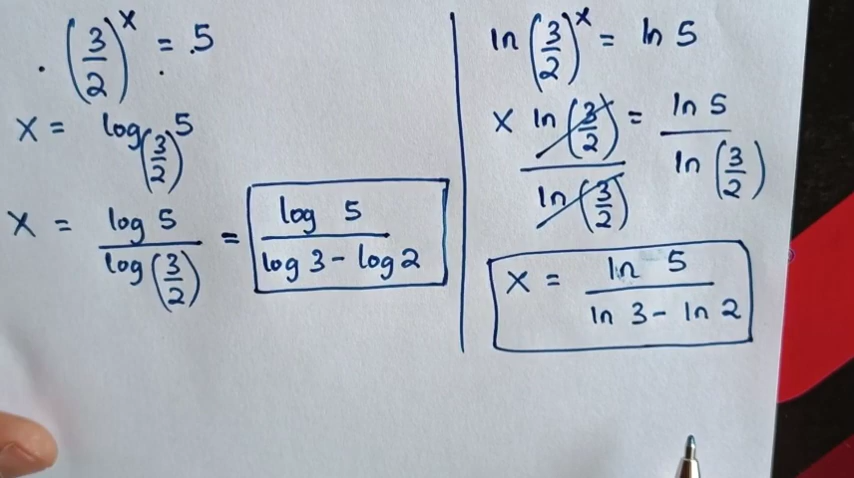 (3/2)^x = 5
x = log_(3/2) 5
x = log 5 / log (3/2) = log 5 / log 3 - log 2
ln (3/2)^x = ln 5
x ln (3/2) / ln (3/2) = ln 5 / ln (3/2)
x = ln 5 / ln 3 - ln 2